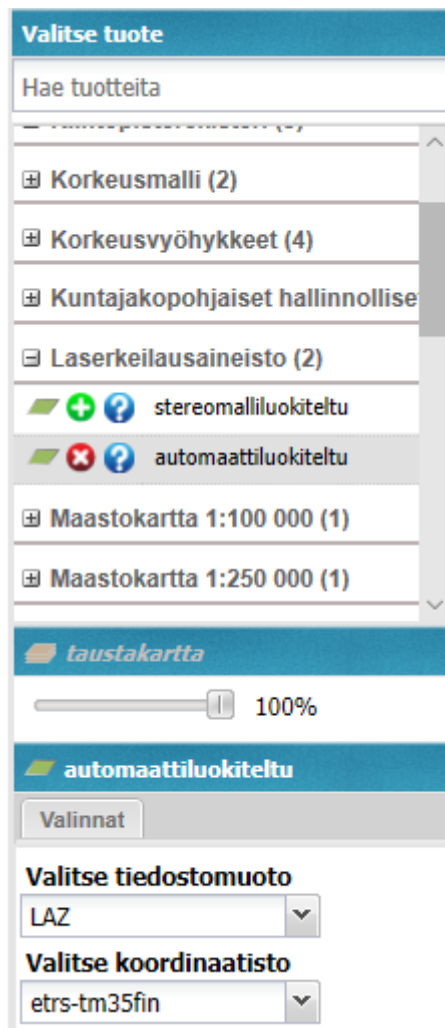 Valitse tuote
Hae tuotteita
Korkeusmalli (2)
Korkeusvyöhykkeet (4)
Kuntajakopohjaiset hallinnollise
Laserkeilausaineisto (2)
stereomalliluokiteltu
automaattiluokiteltu
Maastokartta 1:100 000 (1)
Maastokartta 1:250 000 (1)
taustakartta
100%
automaattiluokiteltu
Valinnat
Valitse tiedostomuoto
LAZ
Valitse koordinaatisto
etrs-tm35fin